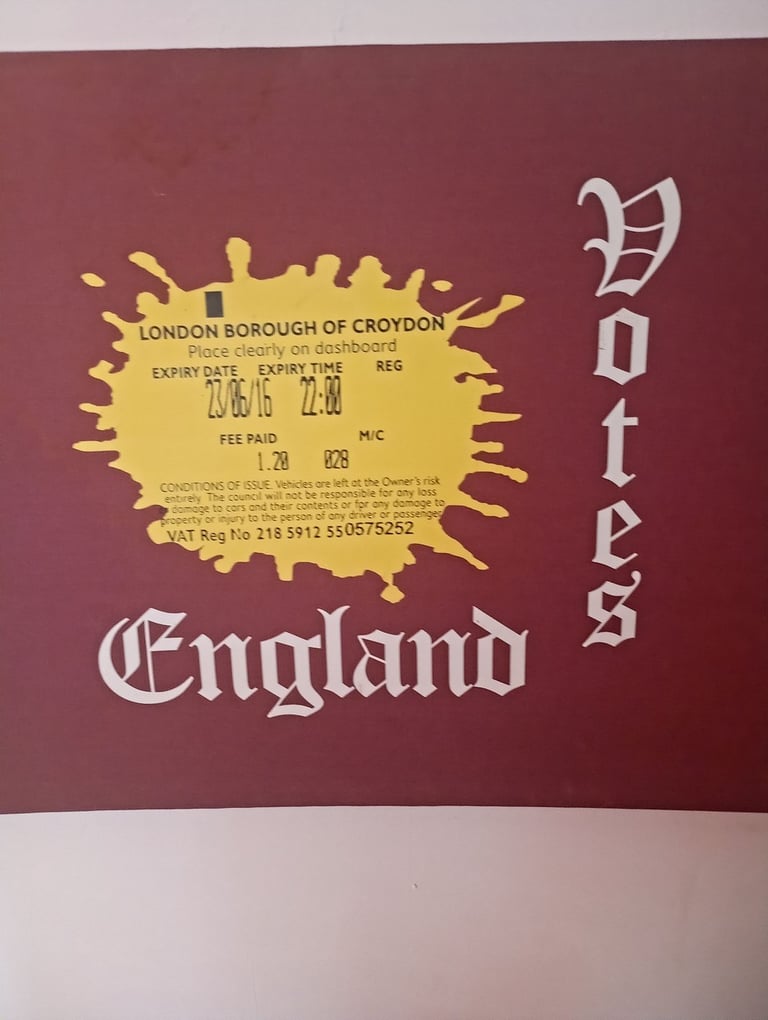 LONDON BOROUGH OF CROYDON
Place clearly on dashboard
EXPIRY DATE EXPIRY TIME REG
23/06/16 22:00
FEE PAID M/C
1.20 028
CONDITIONS OF ISSUE. Vehicles are left at the Owner's risk
entirely The council will not be responsible for any loss
or damage to cars and their contents or for any damage to
property or injury to the person of any driver or passenger
VAT Reg No 218 5912 550575252
England
Votes